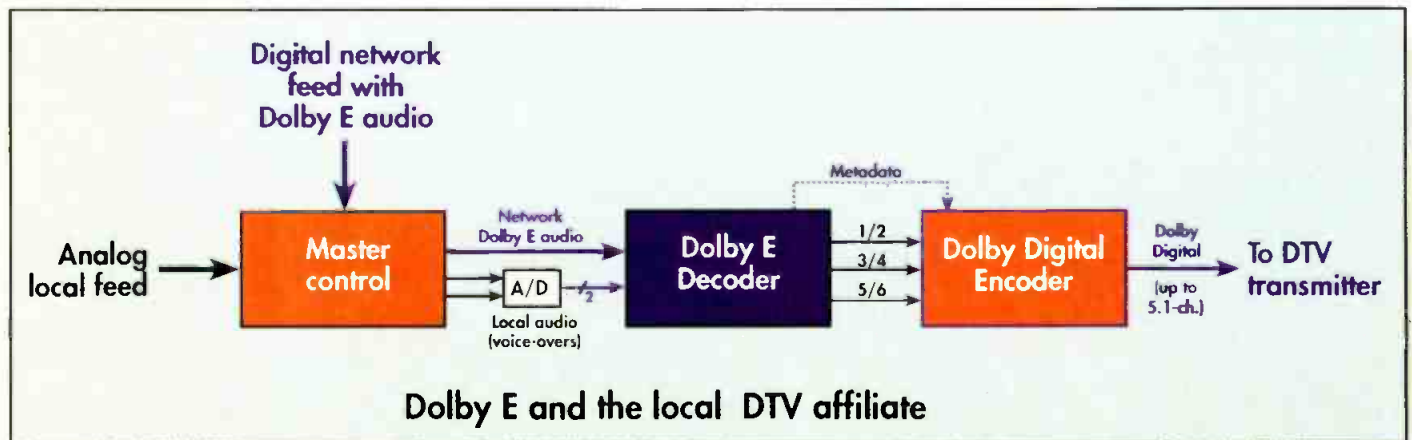 Digital network
feed with
Dolby E audio
Analog
local feed
Master
control
Network
Dolby E audio
A/D
2
Local audio
(voice-overs)
Dolby E
Decoder
Metadata
1/2
3/4
5/6
Dolby Digital
Encoder
Dolby
Digital
(up to
5.1-ch.)
To DTV
transmitter
Dolby E and the local DTV affiliate